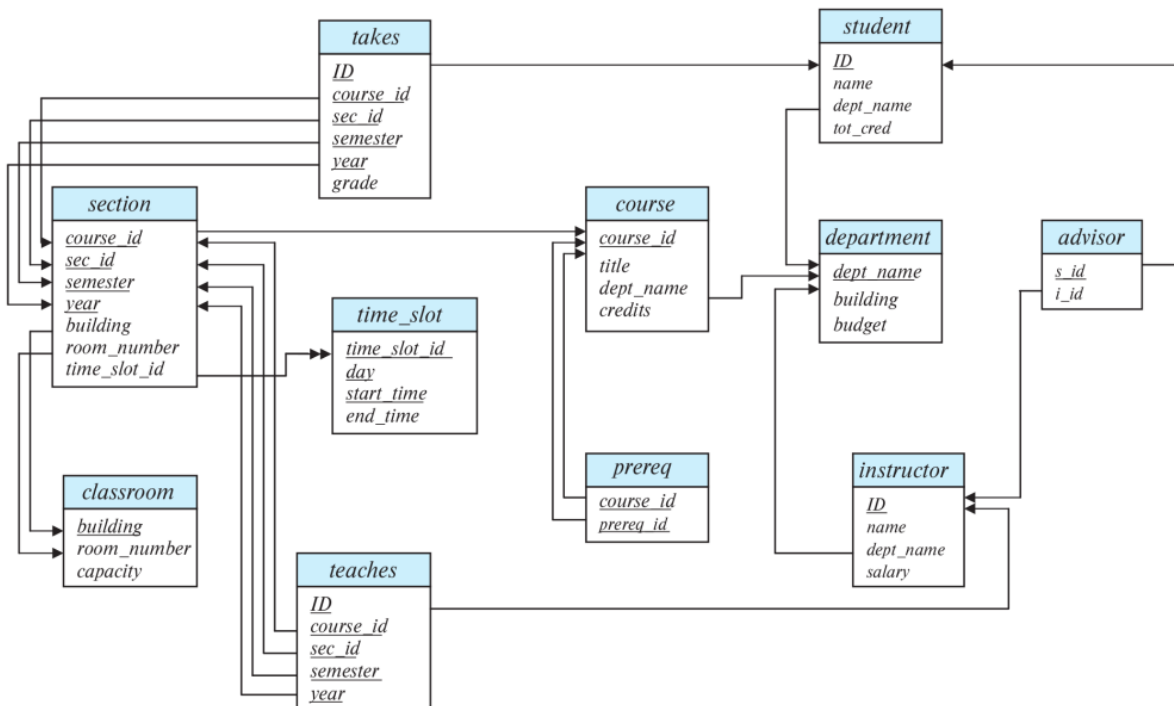 takes
ID
course_id
sec_id
semester
year
grade
student
ID
name
dept_name
tot_cred
section
course_id
sec_id
semester
year
building
room_number
time_slot_id
course
course_id
title
dept_name
credits
department
dept_name
building
budget
advisor
s_id
i_id
time_slot
time_slot_id
day
start_time
end_time
prereq
course_id
prereq_id
instructor
ID
name
dept_name
salary
classroom
building
room_number
capacity
teaches
ID
course_id
sec_id
semester
year